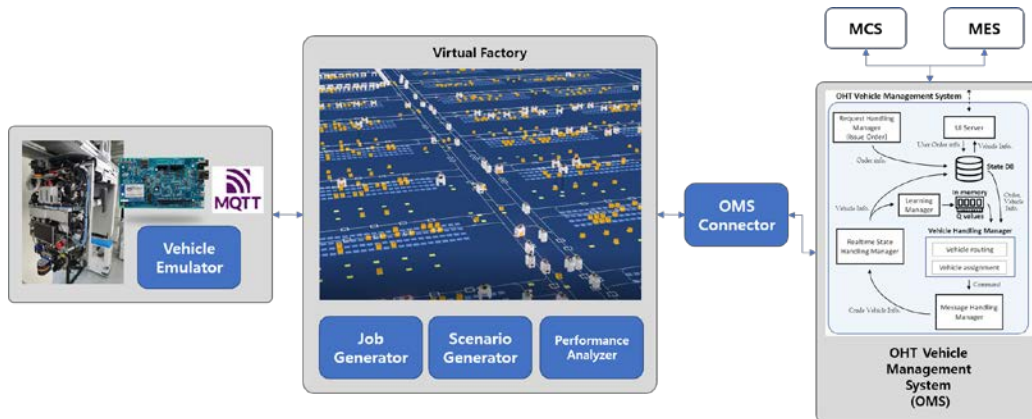 MQTT
Vehicle
Emulator
Virtual Factory
Job
Generator
Scenario
Generator
Performance
Analyzer
OMS
Connector
MCS
MES
OHT Vehicle Management System
Request Handling
Manager
(Issue Order)
UI Server
User Order info.
Vehicle Info.
Order info.
State DB
In memory
Q values
Learning
Manager
Vehicle Info.
Order,
Vehicle
Info.
Realtime State
Handling Manager
Vehicle Handling Manager
Vehicle routing
Vehicle assignment
Command
Crude Vehicle Info.
Message Handling
Manager
OHT Vehicle
Management
System
(OMS)